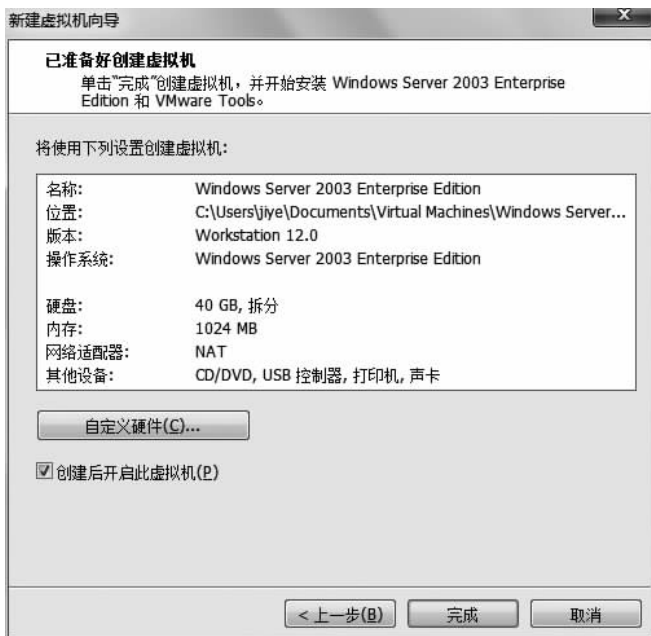 新建虚拟机向导
已准备好创建虚拟机
单击"完成"创建虚拟机，并开始安装 Windows Server 2003 Enterprise
Edition 和 VMware Tools。
将使用下列设置创建虚拟机：
名称： Windows Server 2003 Enterprise Edition
位置： C:\Users\jiye\Documents\Virtual Machines\Windows Server...
版本： Workstation 12.0
操作系统： Windows Server 2003 Enterprise Edition
硬盘： 40 GB, 拆分
内存： 1024 MB
网络适配器： NAT
其他设备： CD/DVD, USB 控制器, 打印机, 声卡
自定义硬件(C)...
创建后开启此虚拟机(P)
< 上一步(B) 完成 取消